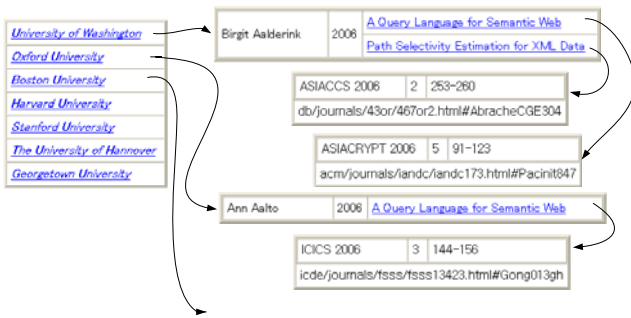 University of Washington
Oxford University
Boston University
Harvard University
Stanford University
The University of Hannover
Georgetown University
Birgit Aalderink 2006 A Query Language for Semantic Web
Path Selectivity Estimation for XML Data
ASIACCS 2006 2 253-260
db/journals/43or/467or2.html#AbracheCGE304
ASIACRYPT 2006 5 91-123
acm/journals/iandc/iandc173.html#Pacinit847
Ann Aalto 2006 A Query Language for Semantic Web
ICICS 2006 3 144-156
icde/journals/fsss/fsss13423.html#Gong013gh